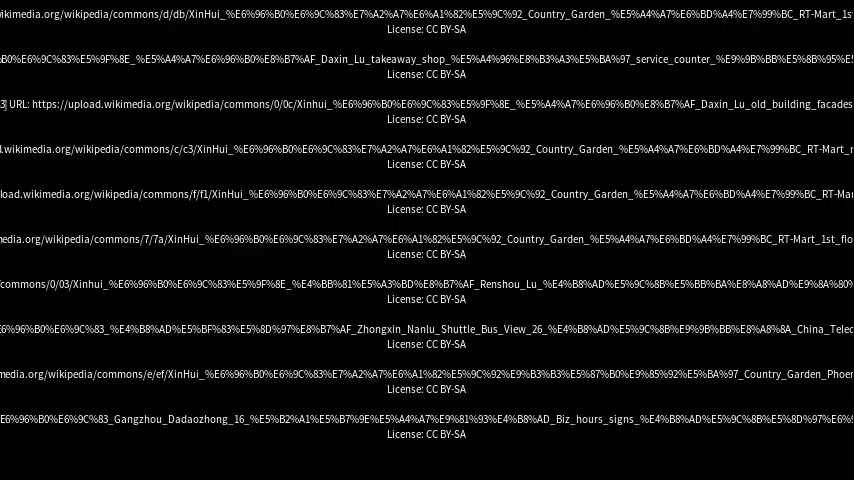 wikimedia.org/wikipedia/commons/d/db/XinHui_%E6%96%B0%E6%9C%83%E7%A2%A7%E6%A1%82%E5%9C%92_Country_Garden_%E5%A4%A7%E6%BD%A4%E7%99%BC_RT-Mart_1st
License: CC BY-SA
%B0%E6%9C%83%E5%9F%8E_%E5%A4%A7%E6%96%B0%E8%B7%AF_Daxin_Lu_takeaway_shop_%E5%A4%96%E8%B3%A3%E5%BA%97_service_counter_%E9%9B%BB%E5%8B%95%E5
License: CC BY-SA
3] URL: https://upload.wikimedia.org/wikipedia/commons/0/0c/Xinhui_%E6%96%B0%E6%9C%83%E5%9F%8E_%E5%A4%A7%E6%96%B0%E8%B7%AF_Daxin_Lu_old_building_facades
License: CC BY-SA
d.wikimedia.org/wikipedia/commons/c/c3/XinHui_%E6%96%B0%E6%9C%83%E7%A2%A7%E6%A1%82%E5%9C%92_Country_Garden_%E5%A4%A7%E6%BD%A4%E7%99%BC_RT-Mart_
License: CC BY-SA
load.wikimedia.org/wikipedia/commons/f/f1/XinHui_%E6%96%B0%E6%9C%83%E7%A2%A7%E6%A1%82%E5%9C%92_Country_Garden_%E5%A4%A7%E6%BD%A4%E7%99%BC_RT-Mar
License: CC BY-SA
media.org/wikipedia/commons/7/7a/XinHui_%E6%96%B0%E6%9C%83%E7%A2%A7%E6%A1%82%E5%9C%92_Country_Garden_%E5%A4%A7%E6%BD%A4%E7%99%BC_RT-Mart_1st_flo
License: CC BY-SA
/commons/0/03/Xinhui_%E6%96%B0%E6%9C%83%E5%9F%8E_%E4%BB%81%E5%A3%BD%E8%B7%AF_Renshou_Lu_%E4%B8%AD%E5%9C%8B%E5%BB%BA%E8%A8%AD%E9%8A%80%
License: CC BY-SA
E6%96%B0%E6%9C%83_%E4%B8%AD%E5%BF%83%E5%8D%97%E8%B7%AF_Zhongxin_Nanlu_Shuttle_Bus_View_26_%E4%B8%AD%E5%9C%8B%E9%9B%BB%E8%A8%8A_China_Telec
License: CC BY-SA
media.org/wikipedia/commons/e/ef/XinHui_%E6%96%B0%E6%9C%83%E7%A2%A7%E6%A1%82%E5%9C%92%E9%B3%B3%E5%87%B0%E9%85%92%E5%BA%97_Country_Garden_Phoen
License: CC BY-SA
E6%96%B0%E6%9C%83_Gangzhou_Dadaozhong_16_%E5%B2%A1%E5%B7%9E%E5%A4%A7%E9%81%93%E4%B8%AD_Biz_hours_signs_%E4%B8%AD%E5%9C%8B%E5%8D%97%E6%
License: CC BY-SA